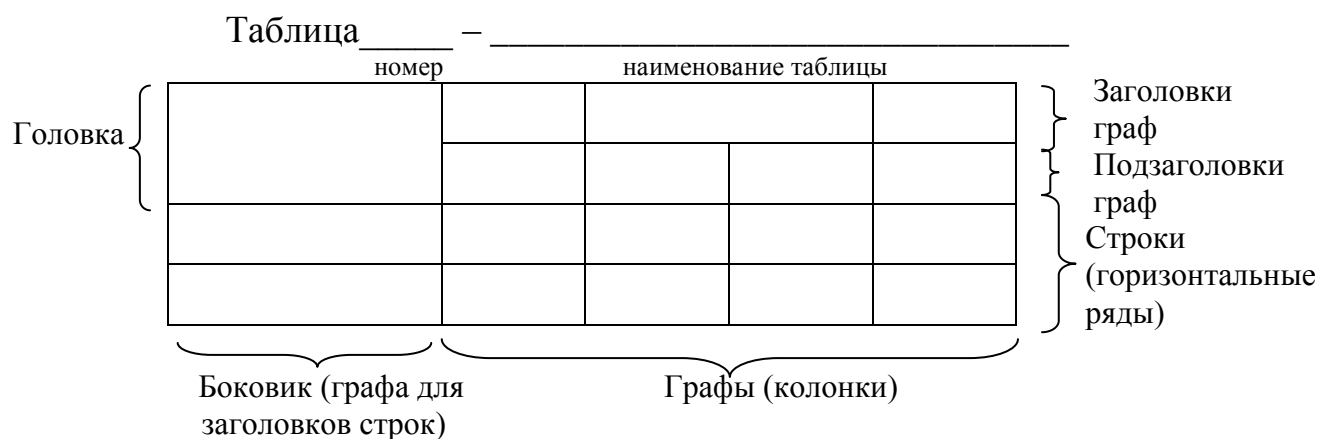 Таблица_____ – _______________________________
номер наименование таблицы
Головка
Заголовки
граф
Подзаголовки
граф
Строки
(горизонтальные
ряды)
Боковик (графа для
заголовков строк)
Графы (колонки)